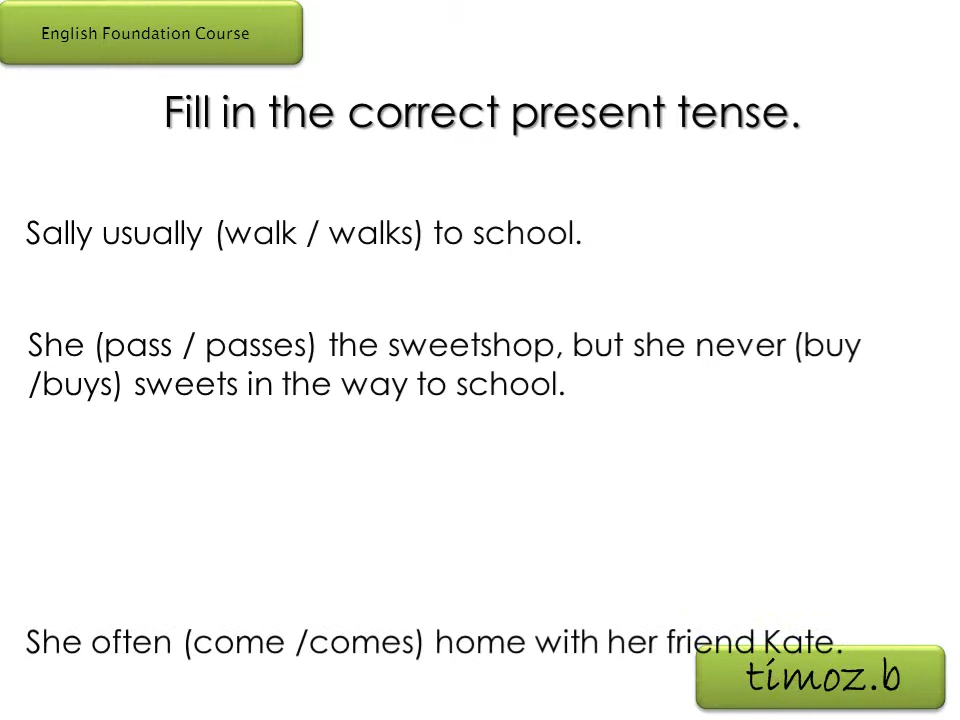 English Foundation Course
Fill in the correct present tense.
Sally usually (walk / walks) to school.
She (pass / passes) the sweetshop, but she never (buy
/buys) sweets in the way to school.
She often (come /comes) home with her friend Kate.
timoz.b